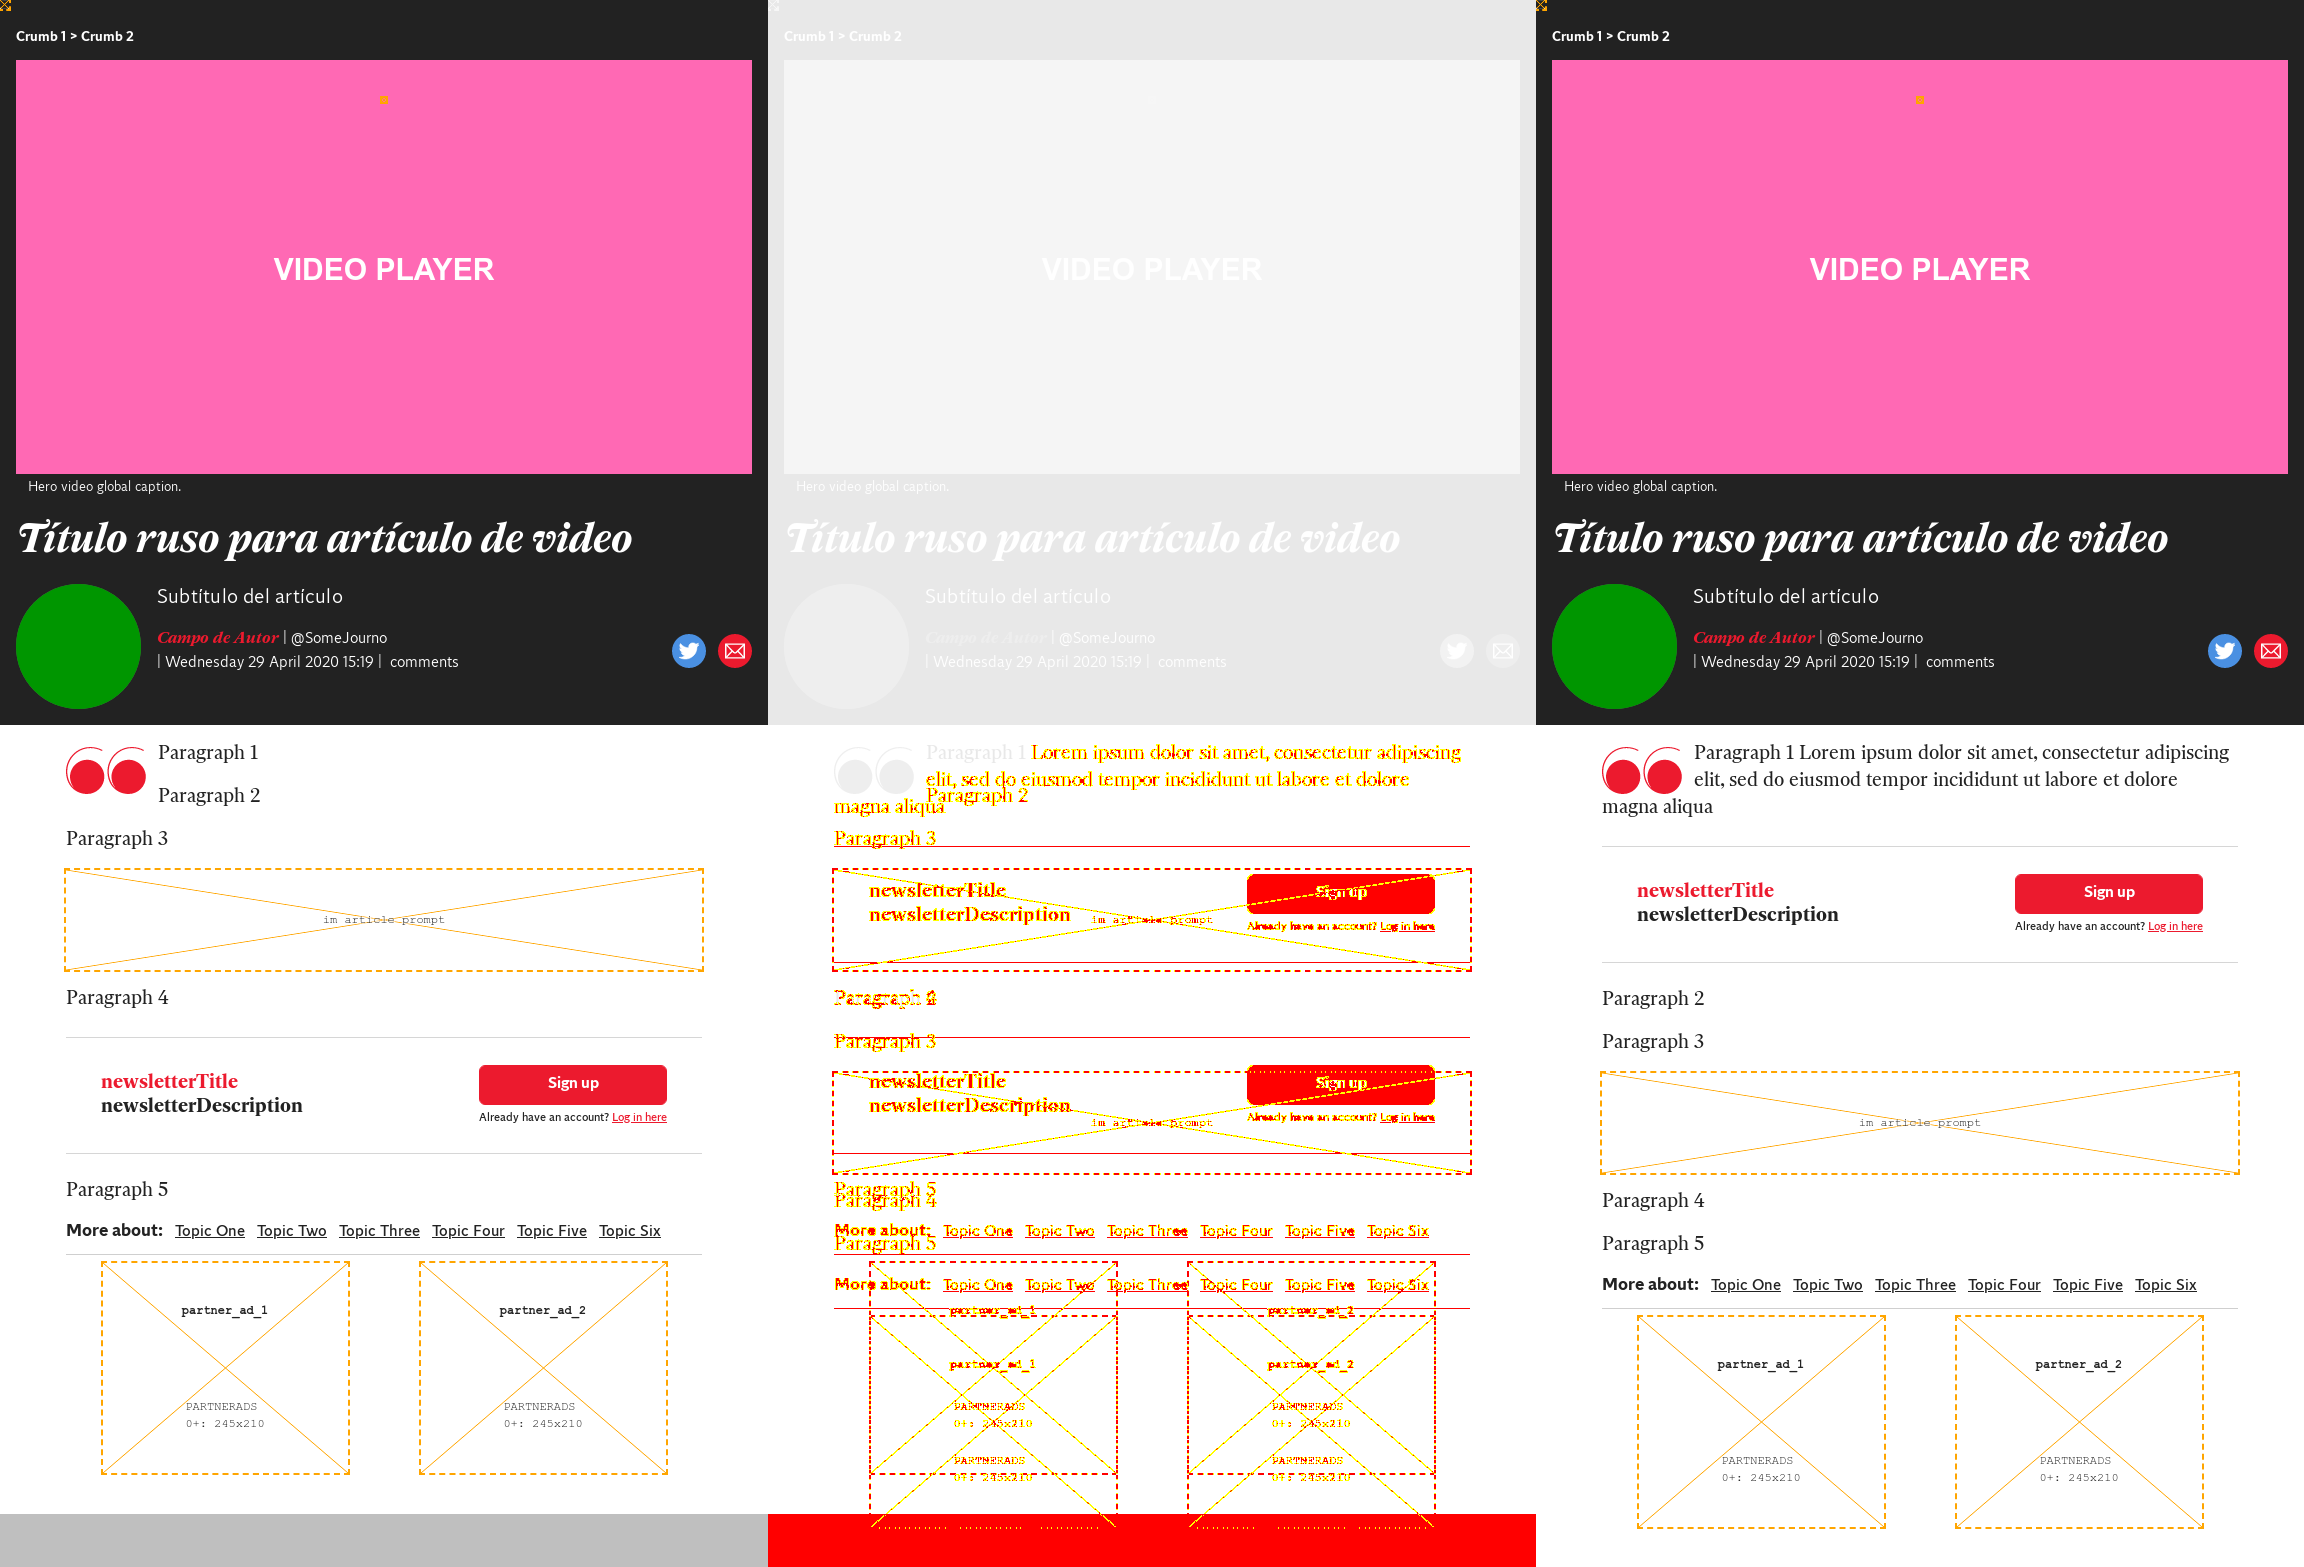 Crumb 1 > Crumb 2
VIDEO PLAYER
Hero video global caption.
Título ruso para artículo de video
Subtítulo del artículo
Campo de Autor | @SomeJourno
| Wednesday 29 April 2020 15:19 | comments
Paragraph 1
Paragraph 2
Paragraph 3
im article prompt
Paragraph 4
newsletterTitle
newsletterDescription
Sign up
Already have an account? Log in here
Paragraph 5
More about: Topic One Topic Two Topic Three Topic Four Topic Five Topic Six
partner_ad_1 partner_ad_2
PARTNERADS PARTNERADS
0+: 245x210 0+: 245x210
Crumb 1 > Crumb 2
VIDEO PLAYER
Hero video global caption.
Título ruso para artículo de video
Subtítulo del artículo
Campo de Autor | @SomeJourno
| Wednesday 29 April 2020 15:19 | comments
Paragraph 1 Lorem ipsum dolor sit amet, consectetur adipiscing
elit, sed do eiusmod tempor incididunt ut labore et dolore
Paragraph 2
magna aliqua
Paragraph 3
newsletterTitle
newsletterDescription
Sign up
im article prompt
Already have an account? Log in here
Paragraph 3
newsletterTitle
newsletterDescription
Sign up
im article prompt
Already have an account? Log in here
Paragraph 5
Paragraph 4
More about: Topic One Topic Two Topic Three Topic Four Topic Five Topic Six
Paragraph 5
More about: Topic One Topic Two Topic Three Topic Four Topic Five Topic Six
partner_ad_1 partner_ad_2
partner_ad_1 partner_ad_2
PARTNERADS PARTNERADS
0+: 245x210 0+: 245x210
PARTNERADS PARTNERADS
0+: 245x210 0+: 245x210
Crumb 1 > Crumb 2
VIDEO PLAYER
Hero video global caption.
Título ruso para artículo de video
Subtítulo del artículo
Campo de Autor | @SomeJourno
| Wednesday 29 April 2020 15:19 | comments
Paragraph 1 Lorem ipsum dolor sit amet, consectetur adipiscing
elit, sed do eiusmod tempor incididunt ut labore et dolore
magna aliqua
newsletterTitle
newsletterDescription
Sign up
Already have an account? Log in here
Paragraph 2
Paragraph 3
im article prompt
Paragraph 4
Paragraph 5
More about: Topic One Topic Two Topic Three Topic Four Topic Five Topic Six
partner_ad_1 partner_ad_2
PARTNERADS PARTNERADS
0+: 245x210 0+: 245x210